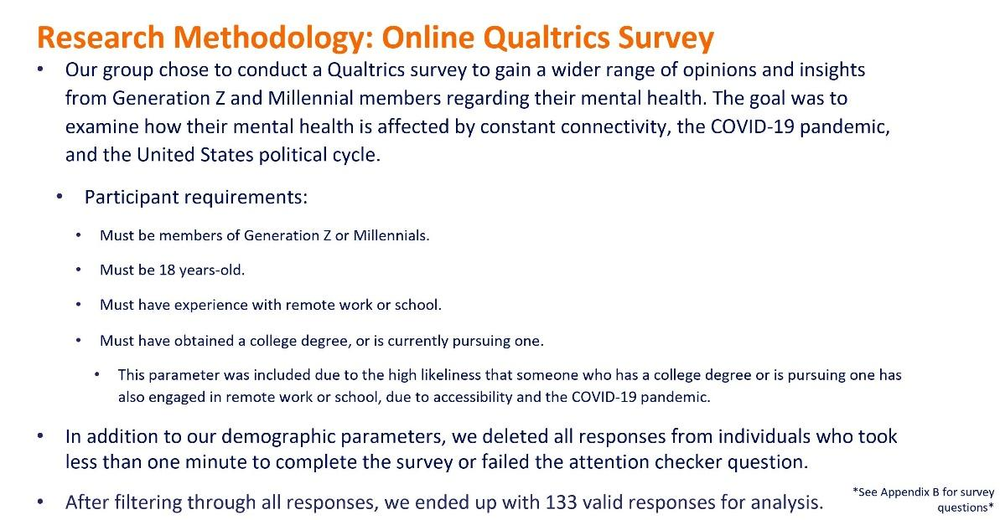 Research Methodology: Online Qualtrics Survey
• Our group chose to conduct a Qualtrics survey to gain a wider range of opinions and insights
from Generation Z and Millennial members regarding their mental health. The goal was to
examine how their mental health is affected by constant connectivity, the COVID-19 pandemic,
and the United States political cycle.
• Participant requirements:
• Must be members of Generation Z or Millennials.
• Must be 18 years-old.
• Must have experience with remote work or school.
• Must have obtained a college degree, or is currently pursuing one.
• This parameter was included due to the high likeliness that someone who has a college degree or is pursuing one has
also engaged in remote work or school, due to accessibility and the COVID-19 pandemic.
• In addition to our demographic parameters, we deleted all responses from individuals who took
less than one minute to complete the survey or failed the attention checker question.
• After filtering through all responses, we ended up with 133 valid responses for analysis.
*See Appendix B for survey
questions*